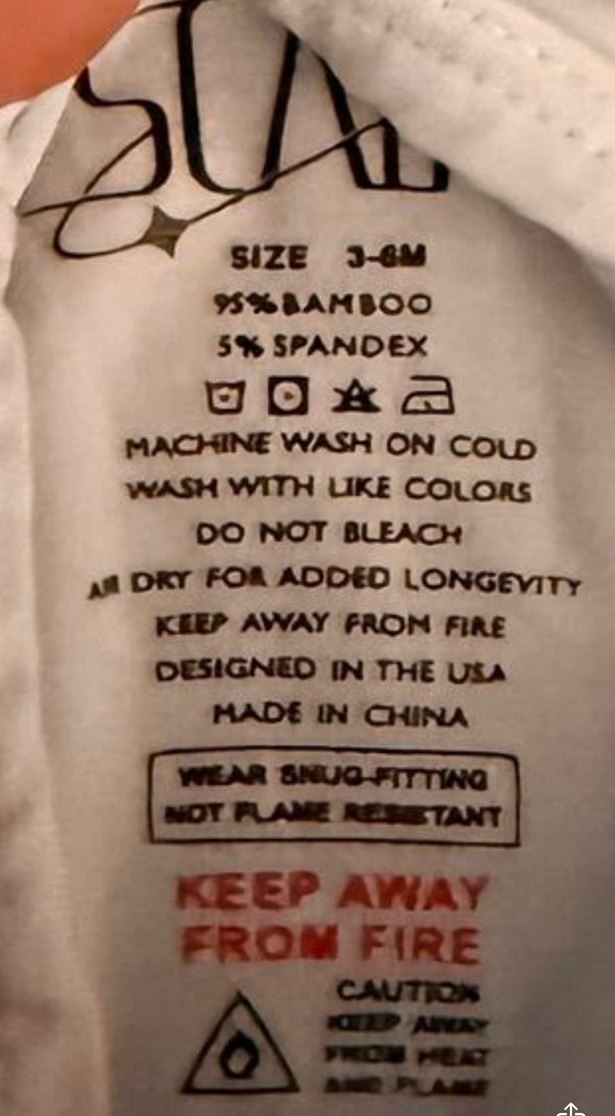 SIZE 3-6M
95% BAMBOO
5% SPANDEX
MACHINE WASH ON COLD
WASH WITH LIKE COLORS
DO NOT BLEACH
AIR DRY FOR ADDED LONGEVITY
KEEP AWAY FROM FIRE
DESIGNED IN THE USA
MADE IN CHINA
WEAR SNUG-FITTING
NOT FLAME RESISTANT
KEEP AWAY
FROM FIRE
CAUTION
KEEP AWAY
FROM HEAT
AND FLAME